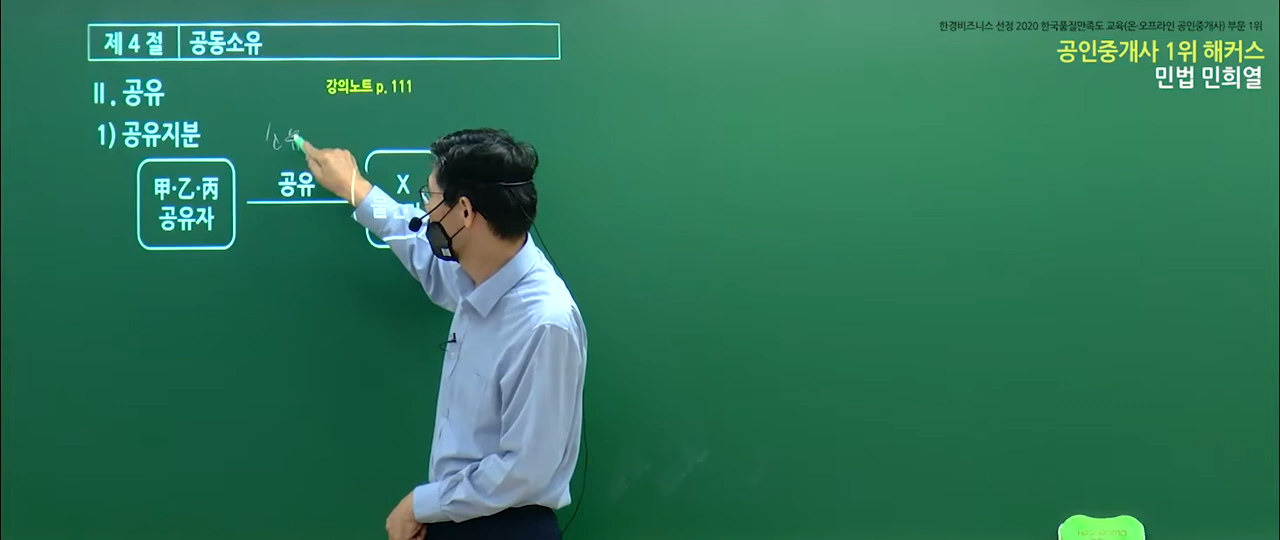 제 4 절 공동소유
한경비즈니스 선정 2020 한국품질만족도 교육(온·오프라인 공인중개사) 부문 1위
공인중개사 1위 해커스
민법 민희열
Ⅱ. 공유
강의노트 p. 111
1) 공유지분
甲·乙·丙
공유자
공유
X